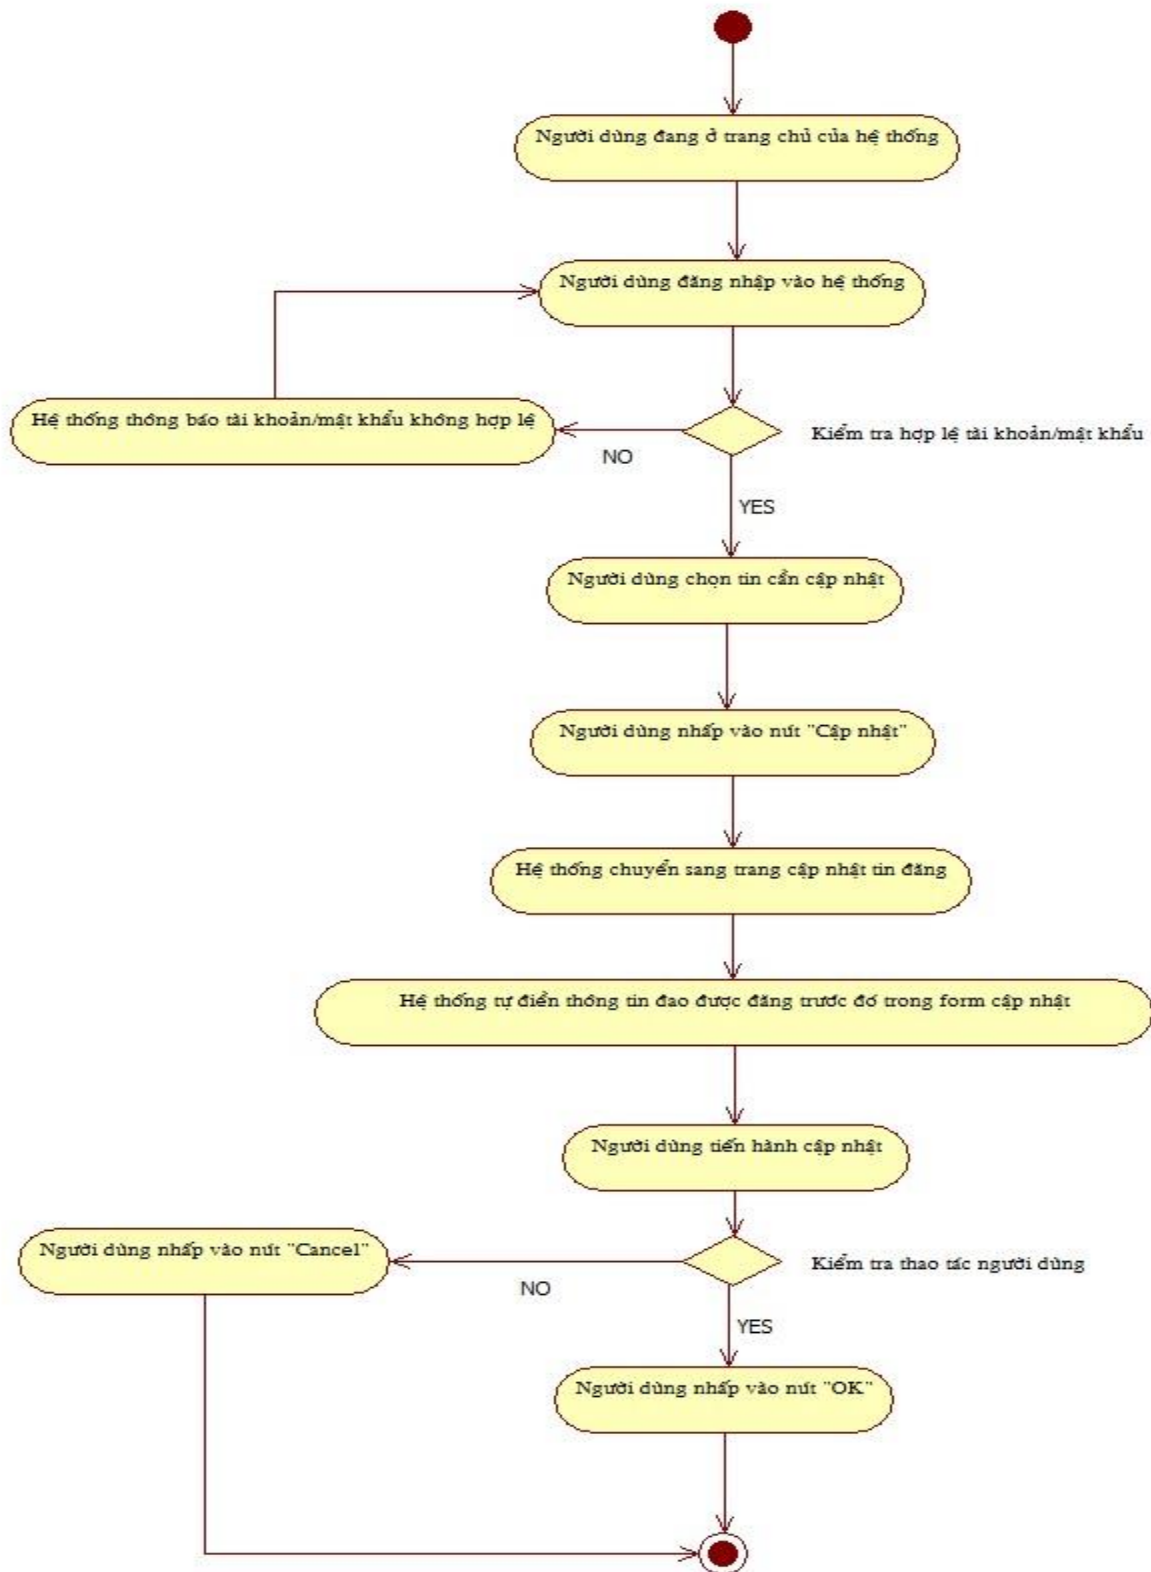 Người dùng đang ở trang chủ của hệ thống
Người dùng đăng nhập vào hệ thống
Hệ thống thông báo tài khoản/mật khẩu không hợp lệ
Kiểm tra hợp lệ tài khoản/mật khẩu
NO
YES
Người dùng chọn tin cần cập nhật
Người dùng nhấp vào nút "Cập nhật"
Hệ thống chuyển sang trang cập nhật tin đăng
Hệ thống tự điền thông tin đao được đăng trước đó trong form cập nhật
Người dùng tiến hành cập nhật
Người dùng nhấp vào nút "Cancel"
Kiểm tra thao tác người dùng
NO
YES
Người dùng nhấp vào nút "OK"